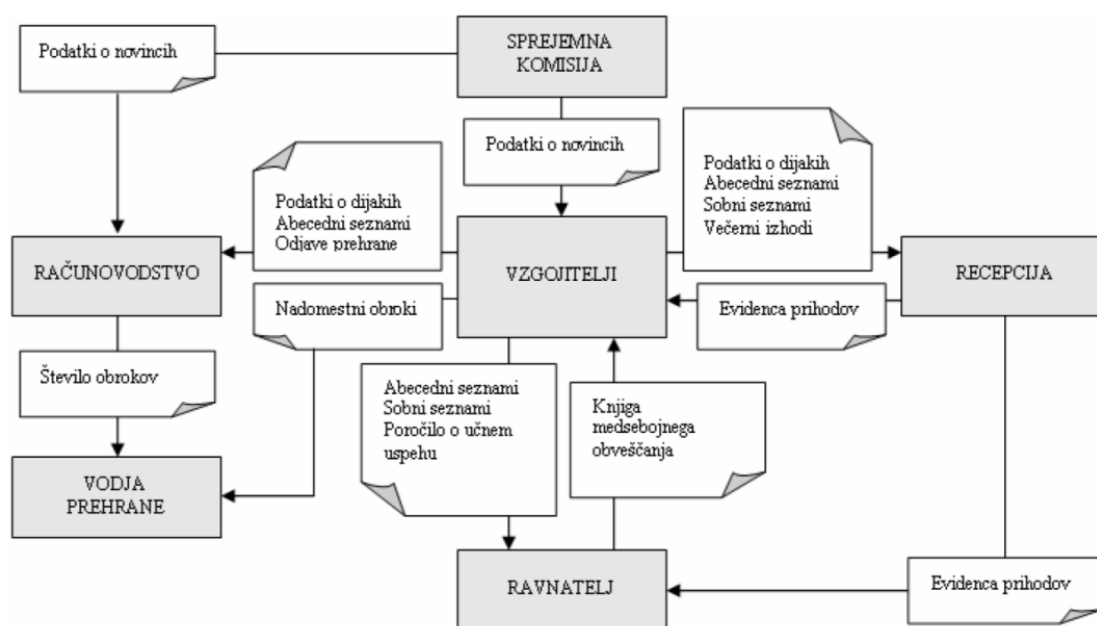 Podatki o novincih
SPREJEMNA
KOMISIJA
Podatki o novincih
Podatki o dijakih
Abecedni seznami
Sobni seznami
Večerni izhodi
Podatki o dijakih
Abecedni seznami
Odjave prehrane
RAČUNOVODSTVO
VZGOJITELJI
RECEPCIJA
Nadomestni obroki
Evidenca prihodov
Število obrokov
Abecedni seznami
Sobni seznami
Poročilo o učnem
uspehu
Knjiga
medsebojnega
obveščanja
VODJA
PREHRANE
RAVNATELJ
Evidenca prihodov